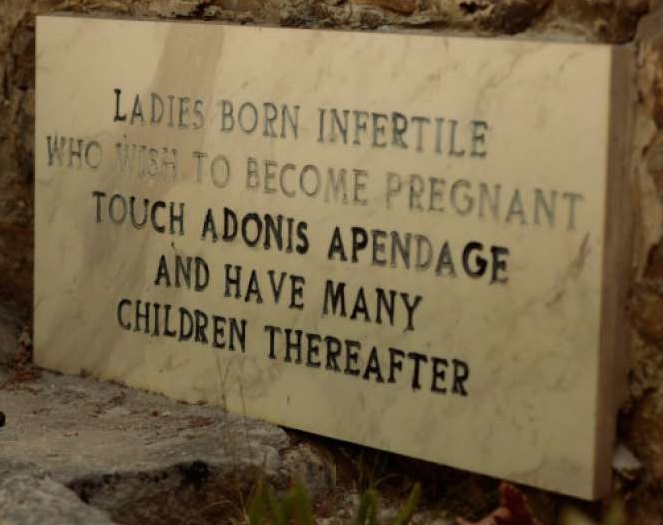 LADIES BORN INFERTILE
WHO WISH TO BECOME PREGNANT
TOUCH ADONIS APENDAGE
AND HAVE MANY
CHILDREN THEREAFTER